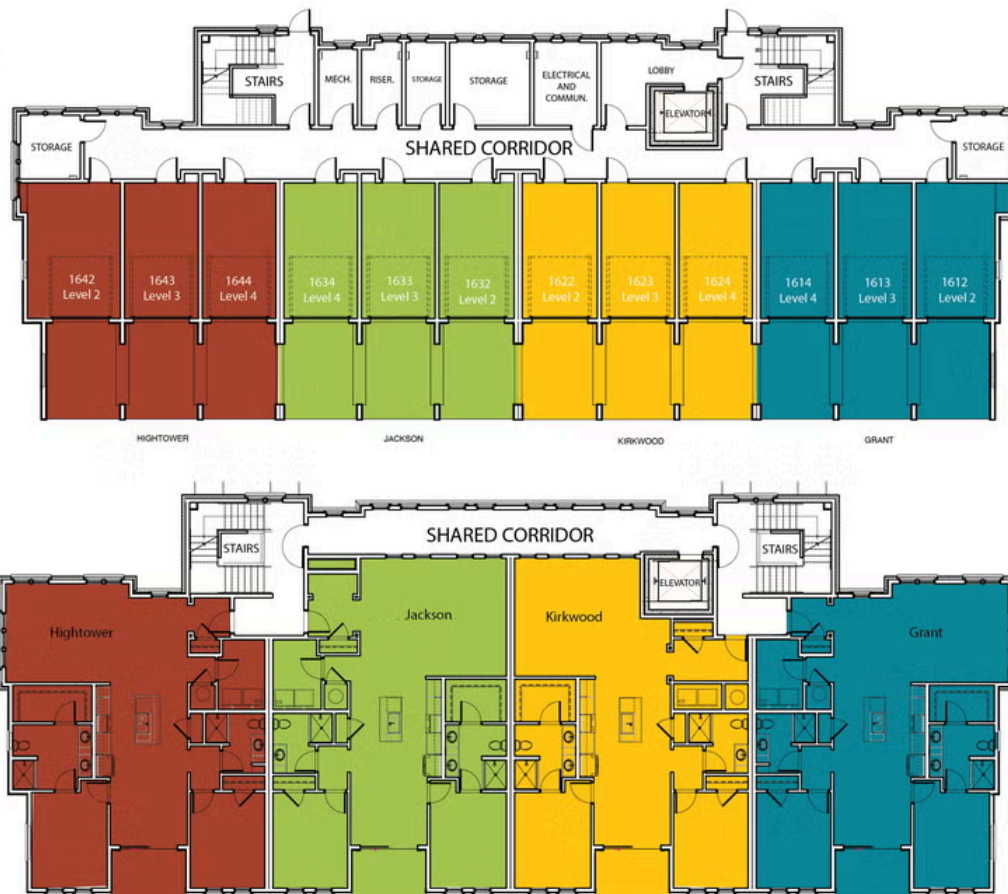 STAIRS
MECH.
RISER.
STORAGE
STORAGE
ELECTRICAL
AND
COMMUN.
LOBBY
ELEVATOR
STAIRS
STORAGE
SHARED CORRIDOR
STORAGE
1642
Level 2
1643
Level 3
1644
Level 4
1634
Level 4
1633
Level 3
1632
Level 2
1622
Level 2
1623
Level 3
1624
Level 4
1614
Level 4
1613
Level 3
1612
Level 2
HIGHTOWER
JACKSON
KIRKWOOD
GRANT
SHARED CORRIDOR
STAIRS
STAIRS
ELEVATOR
Hightower
Jackson
Kirkwood
Grant